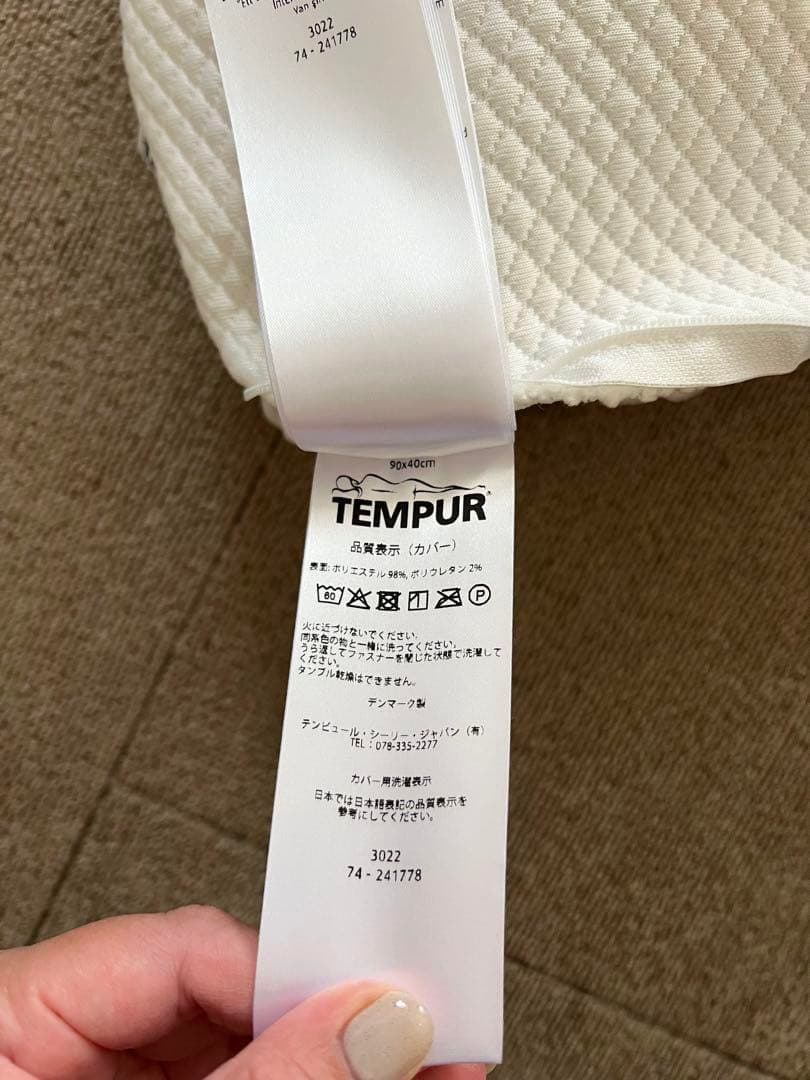 3022
74 - 241778
90x40cm
TEMPUR®
品質表示（カバー）
表面: ポリエステル 98%, ポリウレタン 2%
60 P
火に近づけないでください.
同系色の物と一緒に洗ってください.
うら返してファスナーを閉じた状態で洗濯して
ください。
タンブル乾燥はできません。
デンマーク製
テンピュール・シーリー・ジャパン（有）
TEL：078-335-2277
カバー用洗濯表示
日本では日本語表記の品質表示を
参考にしてください。
3022
74 - 241778